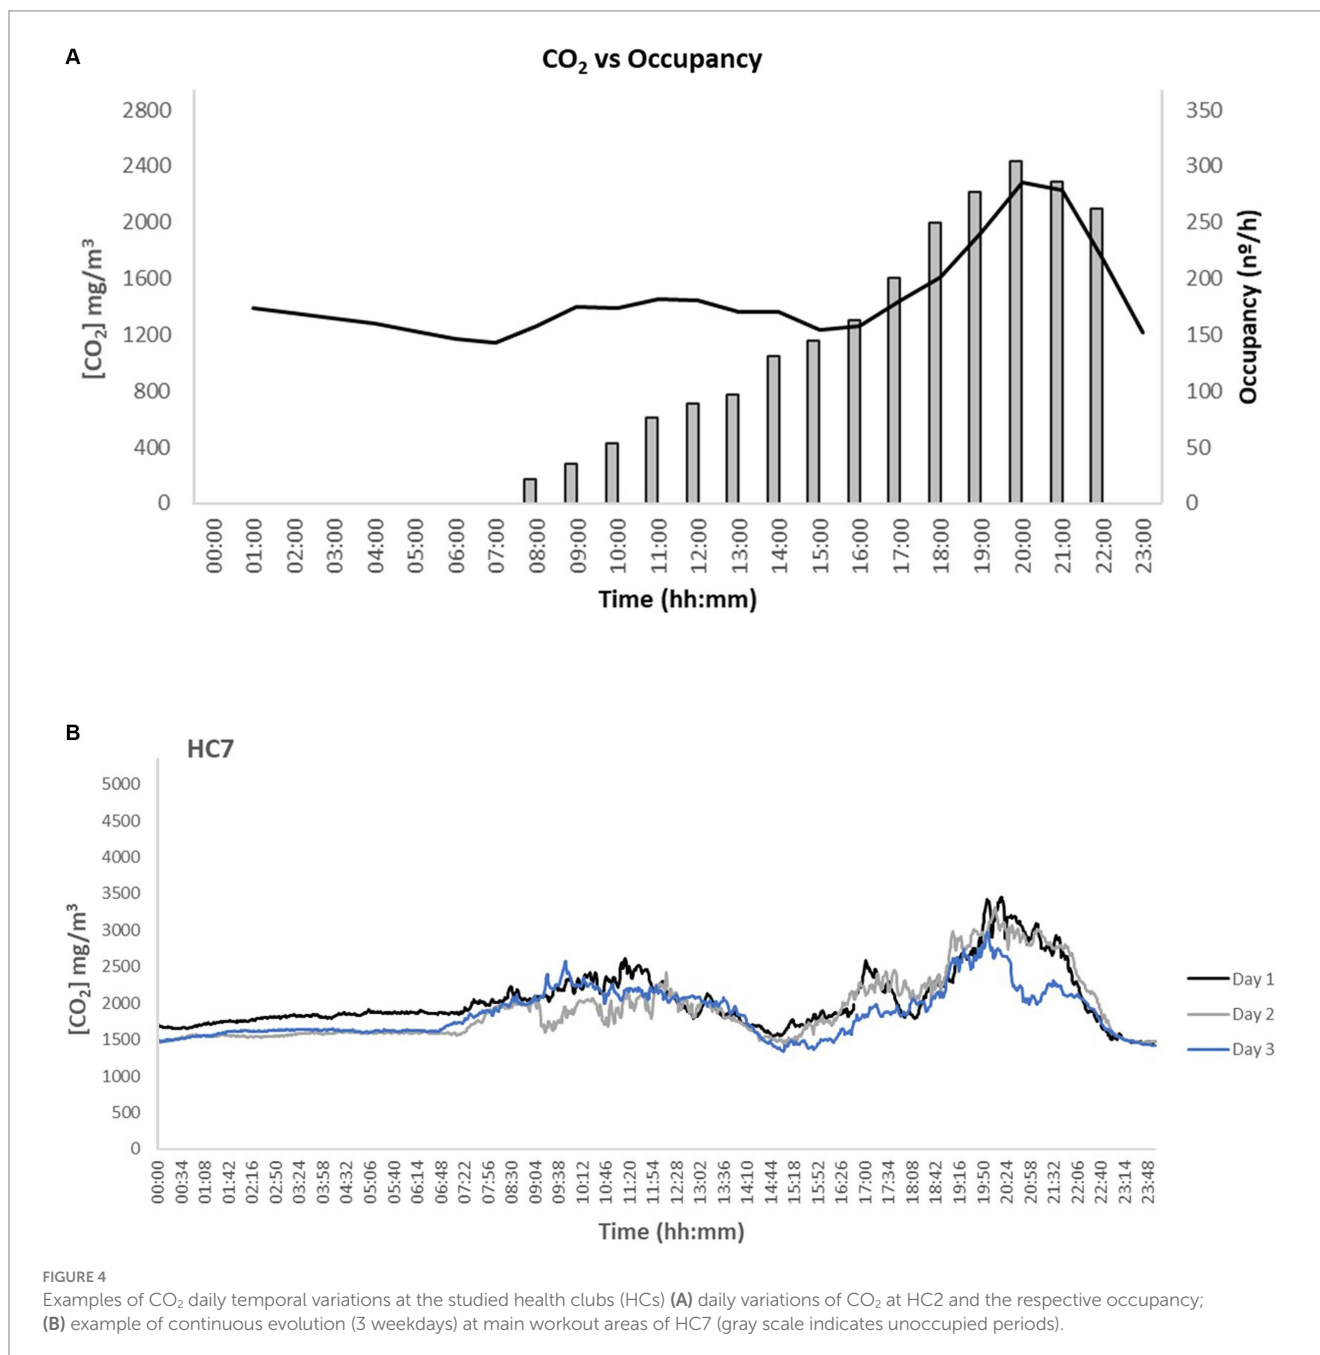 A
CO₂ vs Occupancy
2800
2400
2000
1600
1200
800
400
0
[CO₂] mg/m³
350
300
250
200
150
100
50
0
Occupancy (nº/h)
00:00 01:00 02:00 03:00 04:00 05:00 06:00 07:00 08:00 09:00 10:00 11:00 12:00 13:00 14:00 15:00 16:00 17:00 18:00 19:00 20:00 21:00 22:00 23:00
Time (hh:mm)
B
HC7
5000
4500
4000
3500
3000
2500
2000
1500
1000
500
0
[CO₂] mg/m³
Day 1
Day 2
Day 3
00:00 00:34 01:08 01:42 02:16 02:50 03:24 03:58 04:32 05:06 05:40 06:14 06:48 07:22 07:56 08:30 09:04 09:38 10:12 10:46 11:20 11:54 12:28 13:02 13:36 14:10 14:44 15:18 15:52 16:26 17:00 17:34 18:08 18:42 19:16 19:50 20:24 20:58 21:32 22:06 22:40 23:14 23:48
Time (hh:mm)
FIGURE 4
Examples of CO₂ daily temporal variations at the studied health clubs (HCs) (A) daily variations of CO₂ at HC2 and the respective occupancy;
(B) example of continuous evolution (3 weekdays) at main workout areas of HC7 (gray scale indicates unoccupied periods).